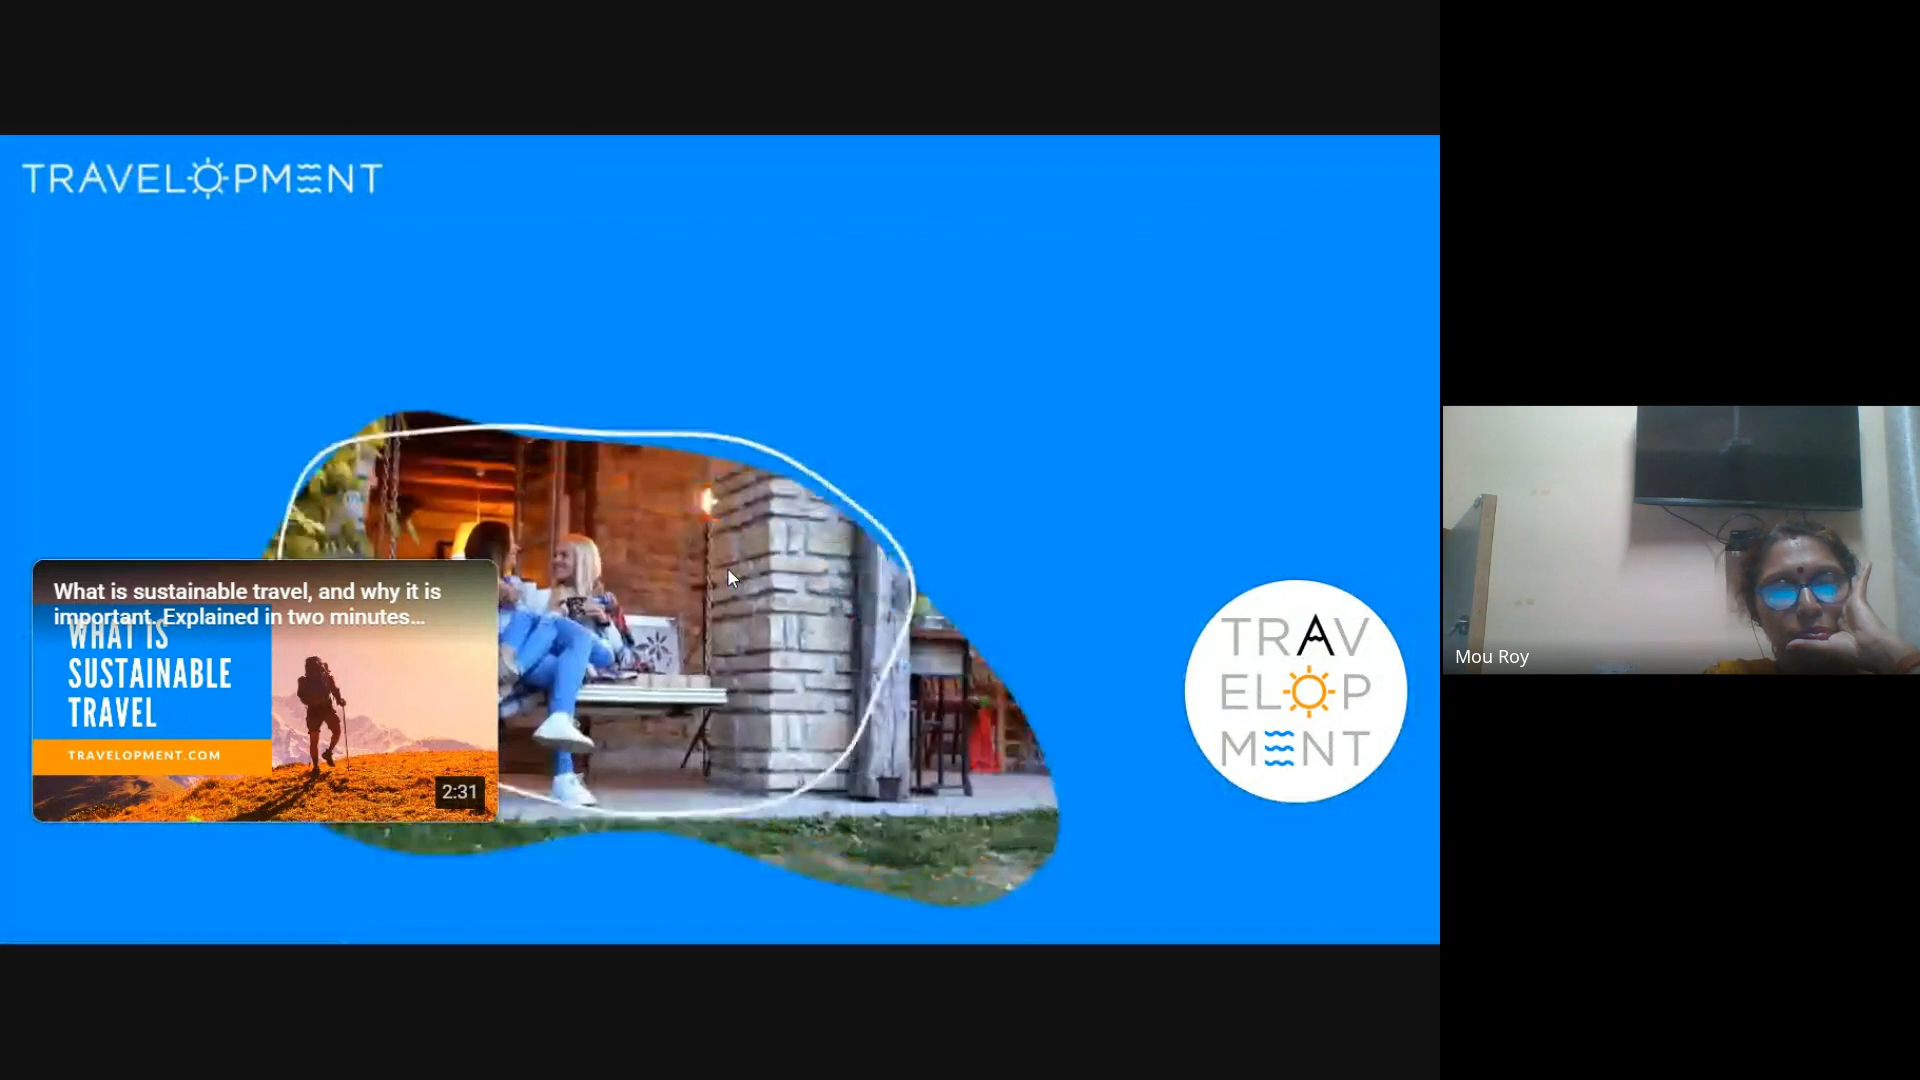 TRAVELOPMENT
What is sustainable travel, and why it is
important. Explained in two minutes...
WHAT IS
SUSTAINABLE
TRAVEL
TRAVELOPMENT.COM
2:31
TRAV
ELOP
MENT
Mou Roy